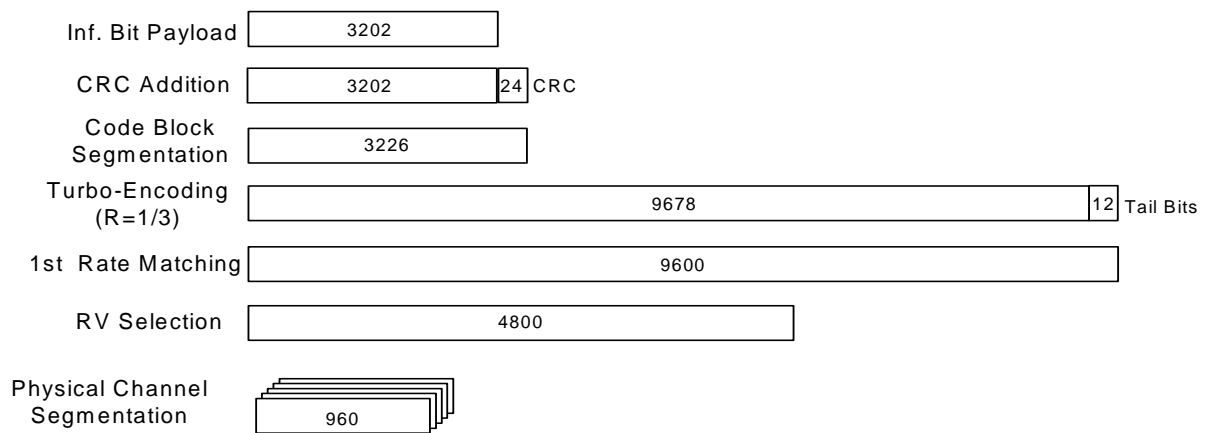 Inf. Bit Payload 3202
CRC Addition 3202 24 CRC
Code Block
Segmentation 3226
Turbo-Encoding
(R=1/3) 9678 12 Tail Bits
1st Rate Matching 9600
RV Selection 4800
Physical Channel
Segmentation 960